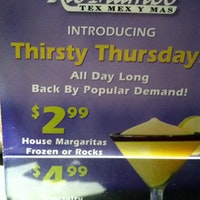 TEX MEX Y MAS
INTRODUCING
Thirsty Thursday
All Day Long
Back By Popular Demand!
$2.99
House Margaritas
Frozen or Rocks
$4.99